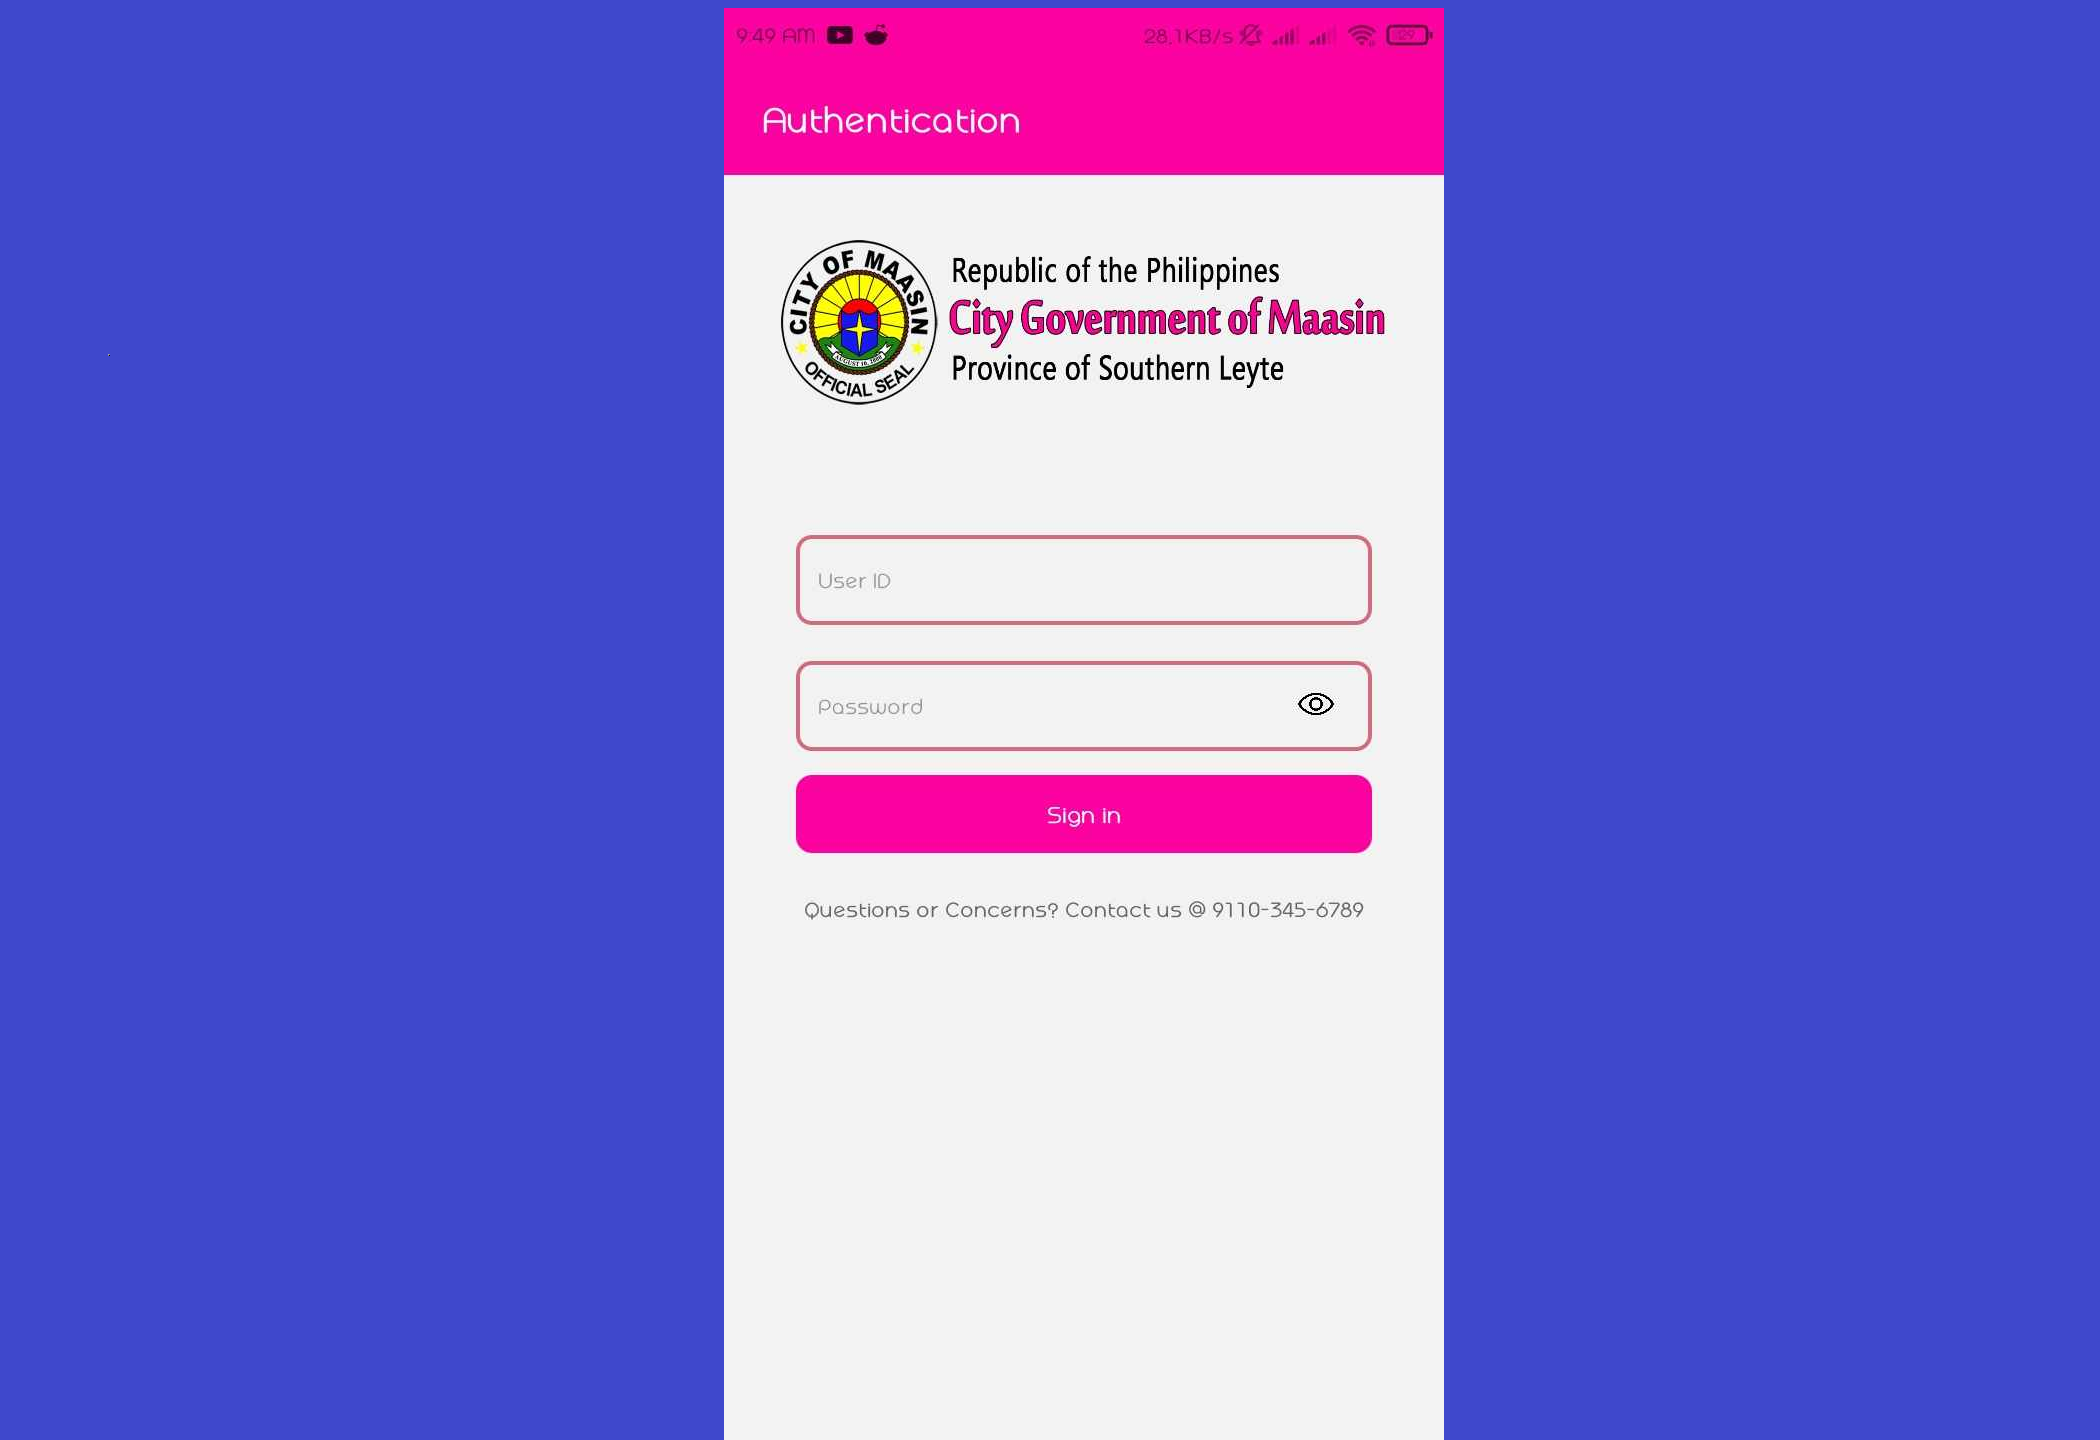 9:49 AM
28.1KB/s
29
Authentication
CITY OF MAASIN
AUGUST 10, 2000
OFFICIAL SEAL
Republic of the Philippines
City Government of Maasin
Province of Southern Leyte
User ID
Password
Sign in
Questions or Concerns? Contact us @ 9110-345-6789